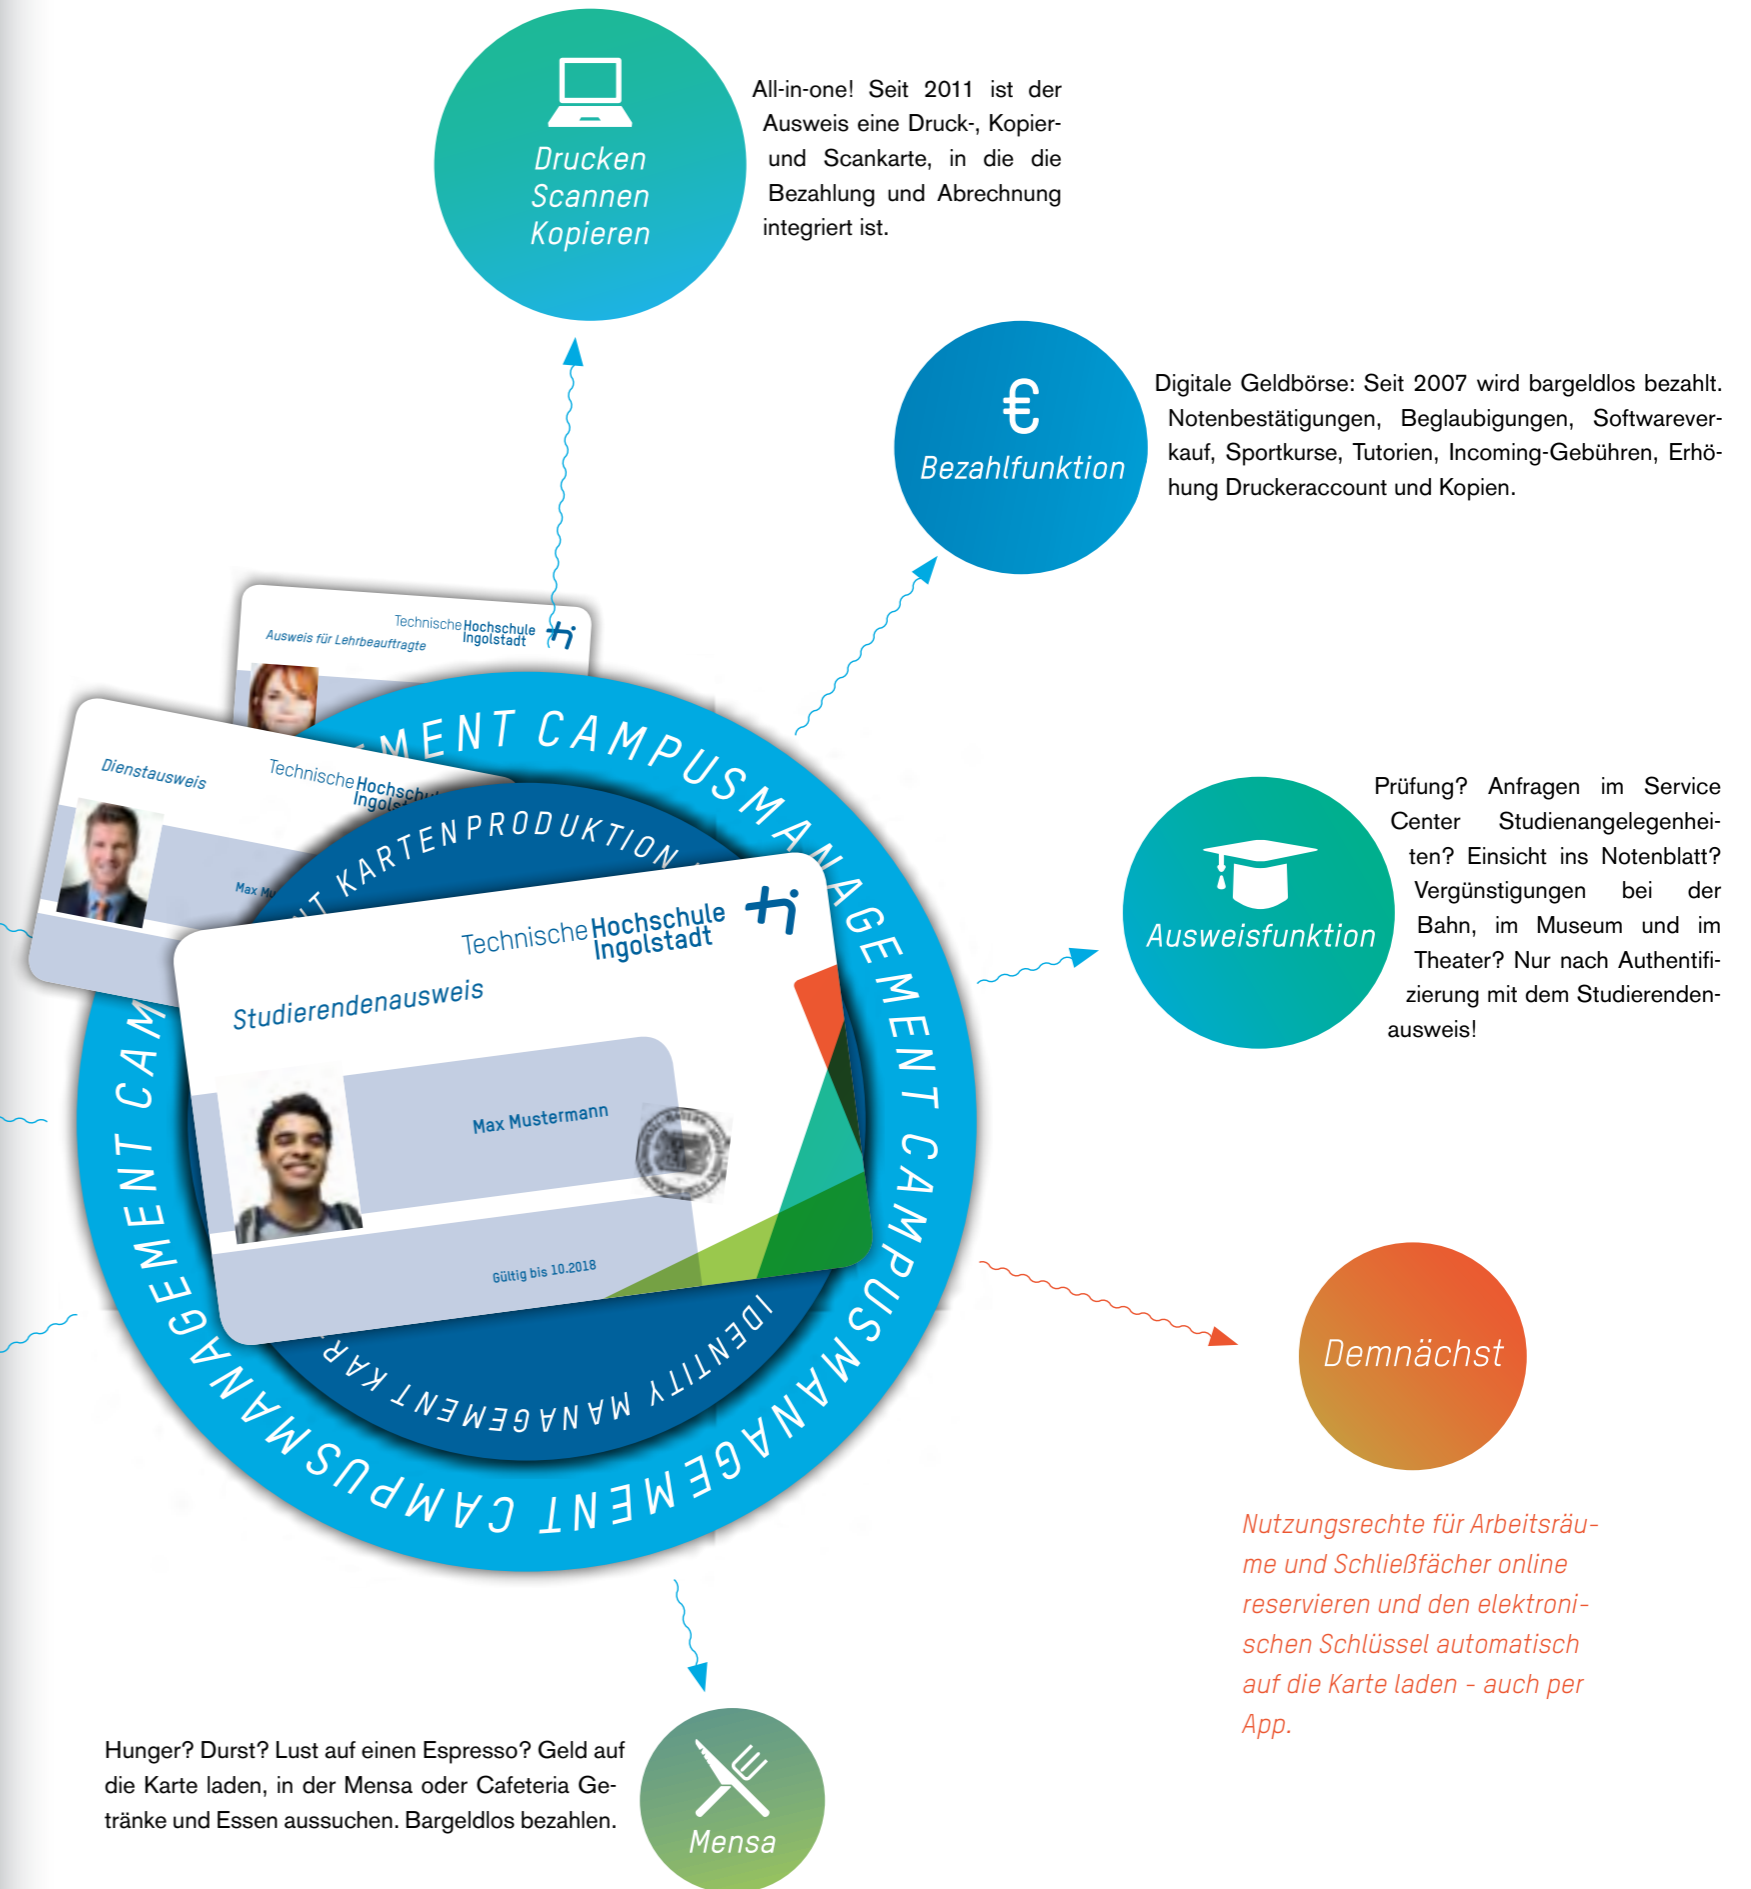 Drucken
Scannen
Kopieren
All-in-one! Seit 2011 ist der
Ausweis eine Druck-, Kopier-
und Scankarte, in die die
Bezahlung und Abrechnung
integriert ist.
€
Bezahlfunktion
Digitale Geldbörse: Seit 2007 wird bargeldlos bezahlt.
Notenbestätigungen, Beglaubigungen, Softwarever-
kauf, Sportkurse, Tutorien, Incoming-Gebühren, Erhö-
hung Druckeraccount und Kopien.
Technische Hochschule
Ingolstadt
Ausweis für Lehrbeauftragte
Dienstausweis
Technische Hochschu
Ingolst
Max Mu
EMENT CAMPUSMANAGEMENT CAMPUSMANAGEMENT CAMPUSMANAGEMENT CAM
NT KARTENPRODUKTION
IDENTITY MANAGEMENT KAR
Technische Hochschule
Ingolstadt
Studierendenausweis
Max Mustermann
Gültig bis 10.2018
Ausweisfunktion
Prüfung? Anfragen im Service
Center Studienangelegenhei-
ten? Einsicht ins Notenblatt?
Vergünstigungen bei der
Bahn, im Museum und im
Theater? Nur nach Authentifi-
zierung mit dem Studierenden-
ausweis!
Demnächst
Nutzungsrechte für Arbeitsräu-
me und Schließfächer online
reservieren und den elektroni-
schen Schlüssel automatisch
auf die Karte laden - auch per
App.
Hunger? Durst? Lust auf einen Espresso? Geld auf
die Karte laden, in der Mensa oder Cafeteria Ge-
tränke und Essen aussuchen. Bargeldlos bezahlen.
Mensa